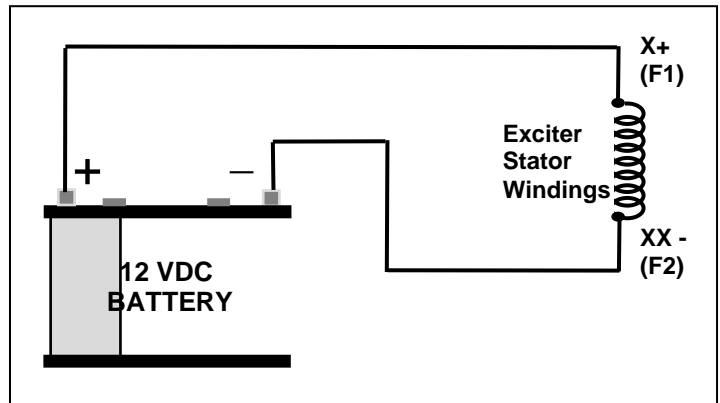 X+
(F1)
Exciter
Stator
Windings
+
–
XX -
(F2)
12 VDC
BATTERY